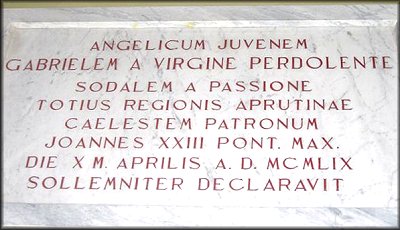 ANGELICUM JUVENEM
GABRIELEM A VIRGINE PERDOLENTE
SODALEM A PASSIONE
TOTIUS REGIONIS APRUTINAE
CAELESTEM PATRONUM
JOANNES XXIII PONT. MAX.
DIE X M. APRILIS A. D. MCMLIX
SOLLEMNITER DECLARAVIT